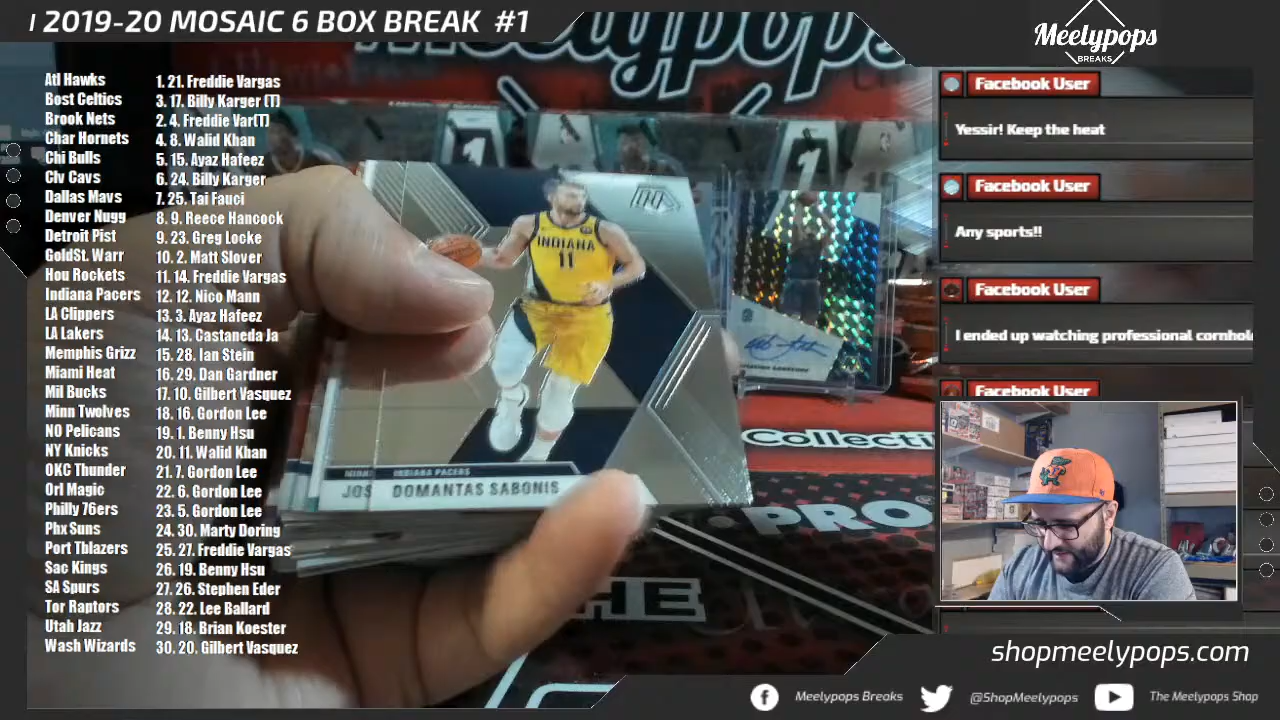 2019-20 MOSAIC 6 BOX BREAK #1
Meelypops
BREAKS
Meelypops
Atl Hawks 1. 21. Freddie Vargas
Bost Celtics 3. 17. Billy Karger (T)
Brook Nets 2. 4. Freddie Var(T)
Char Hornets 4. 8. Walid Khan
Chi Bulls 5. 15. Ayaz Hafeez
Clv Cavs 6. 24. Billy Karger
Dallas Mavs 7. 25. Tai Fauci
Denver Nugg 8. 9. Reece Hancock
Detroit Pist 9. 23. Greg Locke
GoldSt. Warr 10. 2. Matt Slover
Hou Rockets 11. 14. Freddie Vargas
Indiana Pacers 12. 12. Nico Mann
LA Clippers 13. 3. Ayaz Hafeez
LA Lakers 14. 13. Castaneda Ja
Memphis Grizz 15. 28. Ian Stein
Miami Heat 16. 29. Dan Gardner
Mil Bucks 17. 10. Gilbert Vasquez
Minn Twolves 18. 16. Gordon Lee
NO Pelicans 19. 1. Benny Hsu
NY Knicks 20. 11. Walid Khan
OKC Thunder 21. 7. Gordon Lee
Orl Magic 22. 6. Gordon Lee
Philly 76ers 23. 5. Gordon Lee
Phx Suns 24. 30. Marty Doring
Port Tblazers 25. 27. Freddie Vargas
Sac Kings 26. 19. Benny Hsu
SA Spurs 27. 26. Stephen Eder
Tor Raptors 28. 22. Lee Ballard
Utah Jazz 29. 18. Brian Koester
Wash Wizards 30. 20. Gilbert Vasquez
Facebook User
Yessir! Keep the heat
Facebook User
Any sports!!
Facebook User
I ended up watching professional cornhol
Facebook User
1
1
INDIANA
11
INDIANA PACERS
JOS DOMANTAS SABONIS
Collecti
PRO
HE
shopmeelypops.com
Meelypops Breaks
@ShopMeelypops
The Meelypops Shop